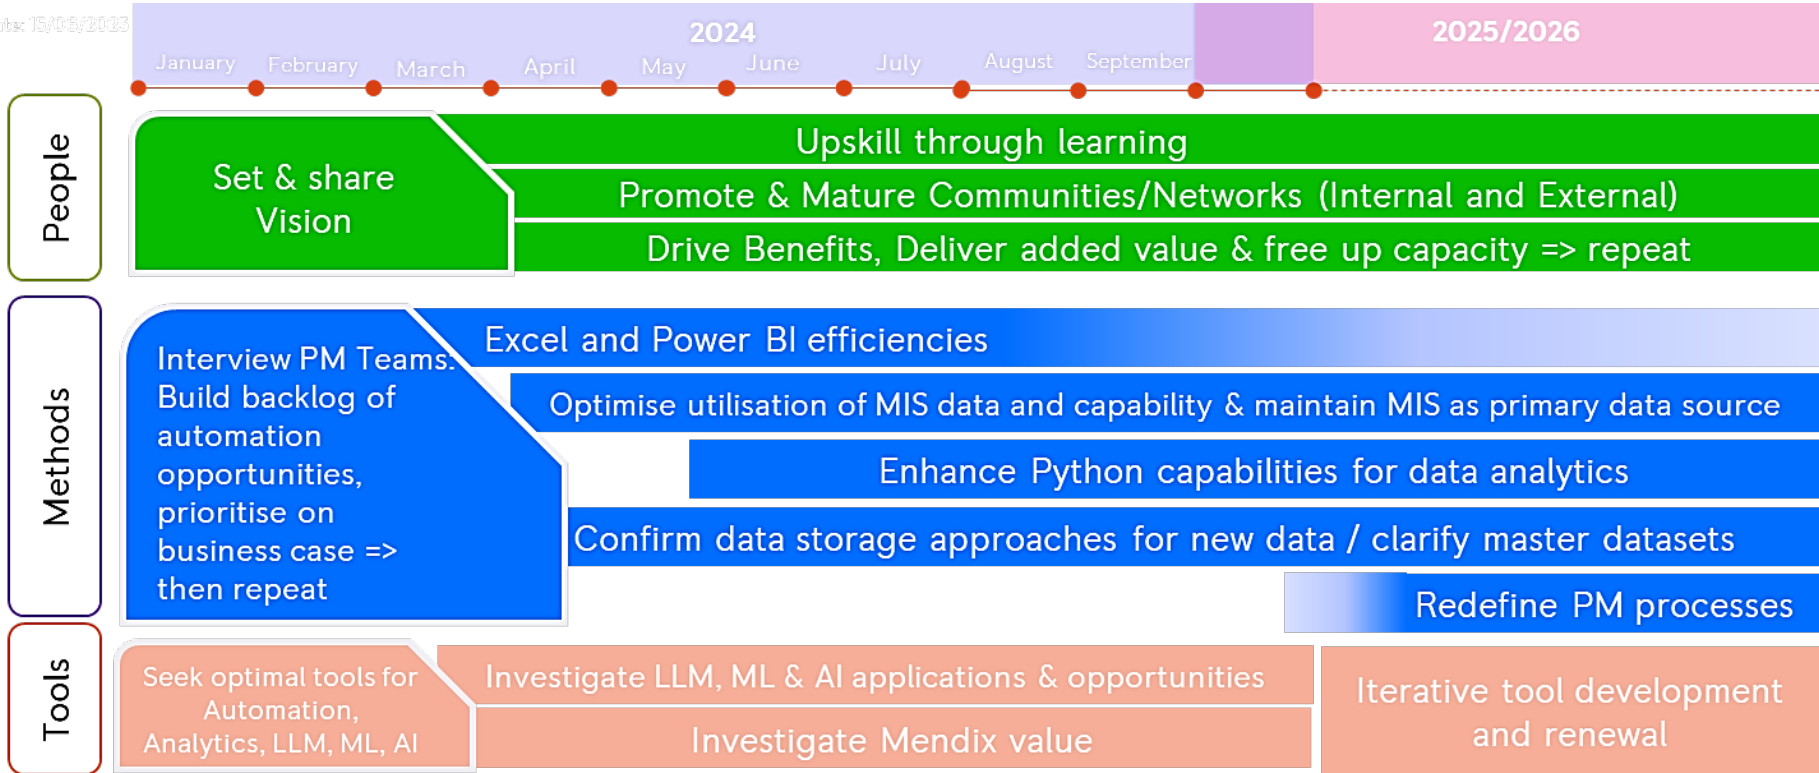 2024
2025/2026
January
February
March
April
May
June
July
August
September
People
Set & share
Vision
Upskill through learning
Promote & Mature Communities/Networks (Internal and External)
Drive Benefits, Deliver added value & free up capacity => repeat
Methods
Interview PM Teams:
Build backlog of
automation
opportunities,
prioritise on
business case =>
then repeat
Excel and Power BI efficiencies
Optimise utilisation of MIS data and capability & maintain MIS as primary data source
Enhance Python capabilities for data analytics
Confirm data storage approaches for new data / clarify master datasets
Redefine PM processes
Tools
Seek optimal tools for
Automation,
Analytics, LLM, ML, AI
Investigate LLM, ML & AI applications & opportunities
Investigate Mendix value
Iterative tool development
and renewal